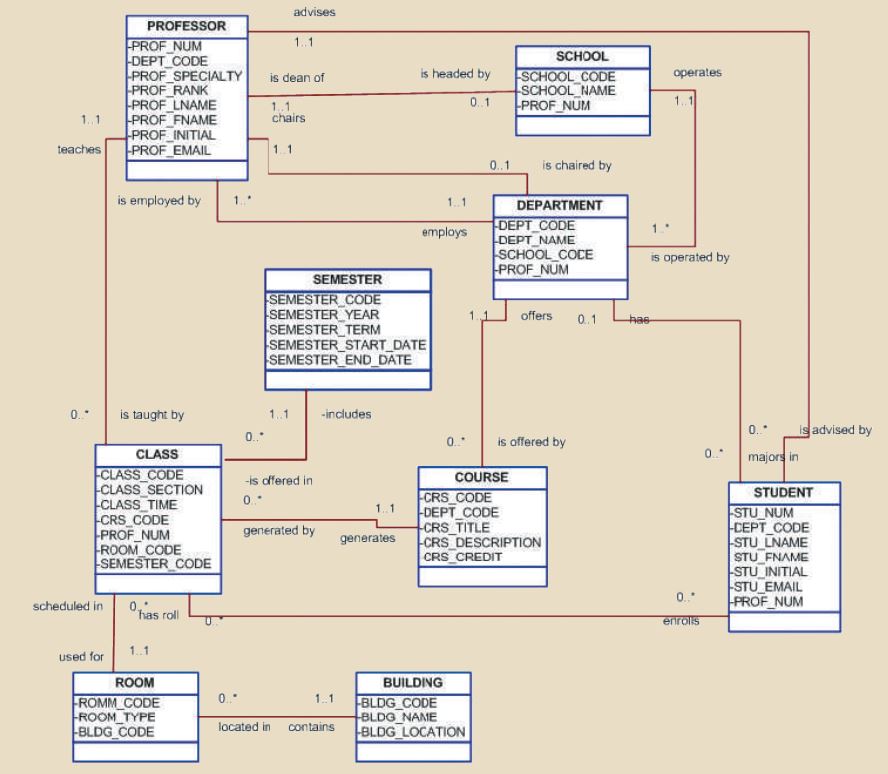 advises
PROFESSOR
1..1
-PROF_NUM
-DEPT_CODE
-PROF_SPECIALTY
-PROF_RANK
-PROF_LNAME
-PROF_FNAME
-PROF_INITIAL
-PROF_EMAIL
is dean of
is headed by
1..1
0..1
SCHOOL
-SCHOOL_CODE
-SCHOOL_NAME
-PROF_NUM
operates
1..1
chairs
1..1
0..1
is chaired by
1..1
teaches
is employed by
1..*
1..1
employs
DEPARTMENT
-DEPT_CODE
-DEPT_NAME
-SCHOOL_CODE
-PROF_NUM
1..*
is operated by
SEMESTER
-SEMESTER_CODE
-SEMESTER_YEAR
-SEMESTER_TERM
-SEMESTER_START_DATE
-SEMESTER_END_DATE
1..1
offers
0..1
has
0..*
is taught by
1..1
-includes
0..*
-is offered in
0..*
is offered by
0..*
is advised by
0..*
majors in
CLASS
-CLASS_CODE
-CLASS_SECTION
-CLASS_TIME
-CRS_CODE
-PROF_NUM
-ROOM_CODE
-SEMESTER_CODE
0..*
generated by
1..1
generates
COURSE
-CRS_CODE
-DEPT_CODE
-CRS_TITLE
-CRS_DESCRIPTION
-CRS_CREDIT
STUDENT
-STU_NUM
-DEPT_CODE
-STU_LNAME
-STU_FNAME
-STU_INITIAL
-STU_EMAIL
-PROF_NUM
scheduled in
0..*
has roll
0..*
0..*
enrolls
used for
1..1
ROOM
-ROMM_CODE
-ROOM_TYPE
-BLDG_CODE
0..*
located in
1..1
contains
BUILDING
-BLDG_CODE
-BLDG_NAME
-BLDG_LOCATION